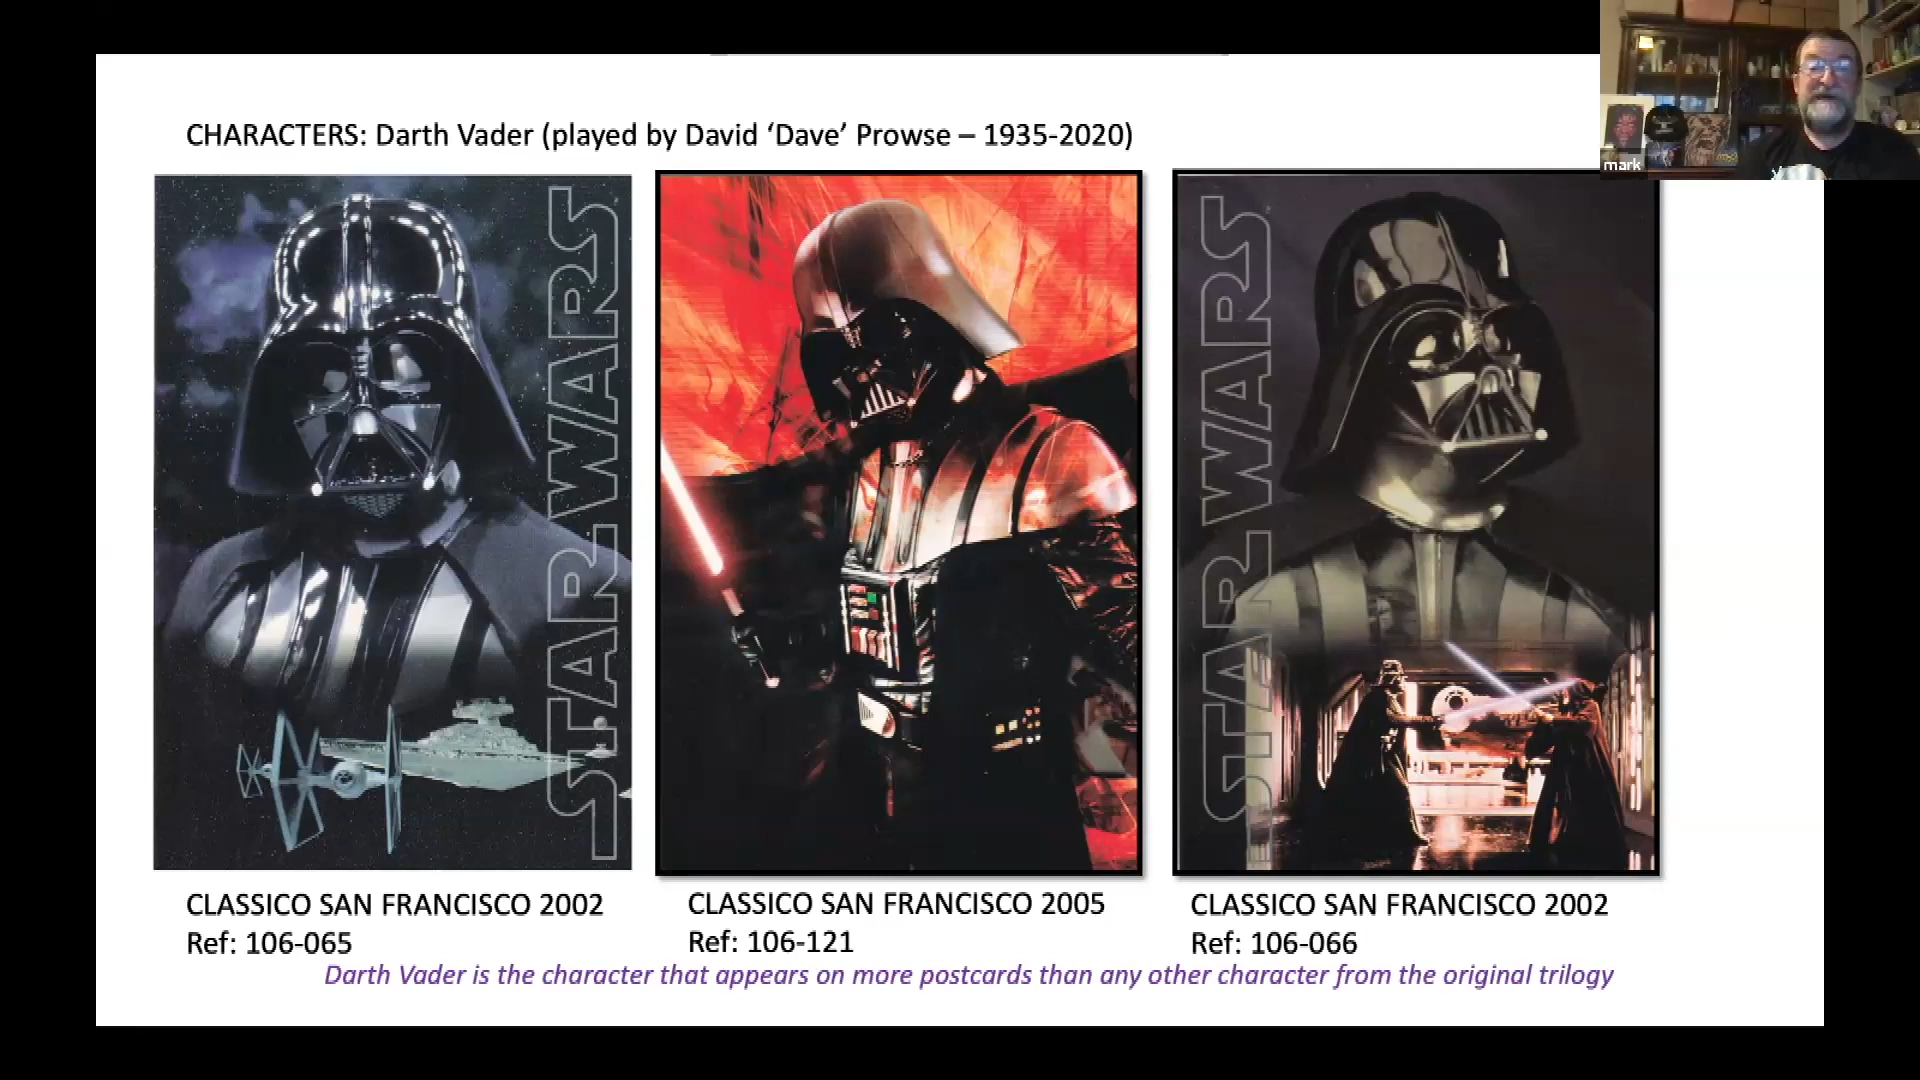 mark
CHARACTERS: Darth Vader (played by David ‘Dave’ Prowse – 1935-2020)
STAR WARS
STAR WARS
CLASSICO SAN FRANCISCO 2002
Ref: 106-065
CLASSICO SAN FRANCISCO 2005
Ref: 106-121
CLASSICO SAN FRANCISCO 2002
Ref: 106-066
Darth Vader is the character that appears on more postcards than any other character from the original trilogy